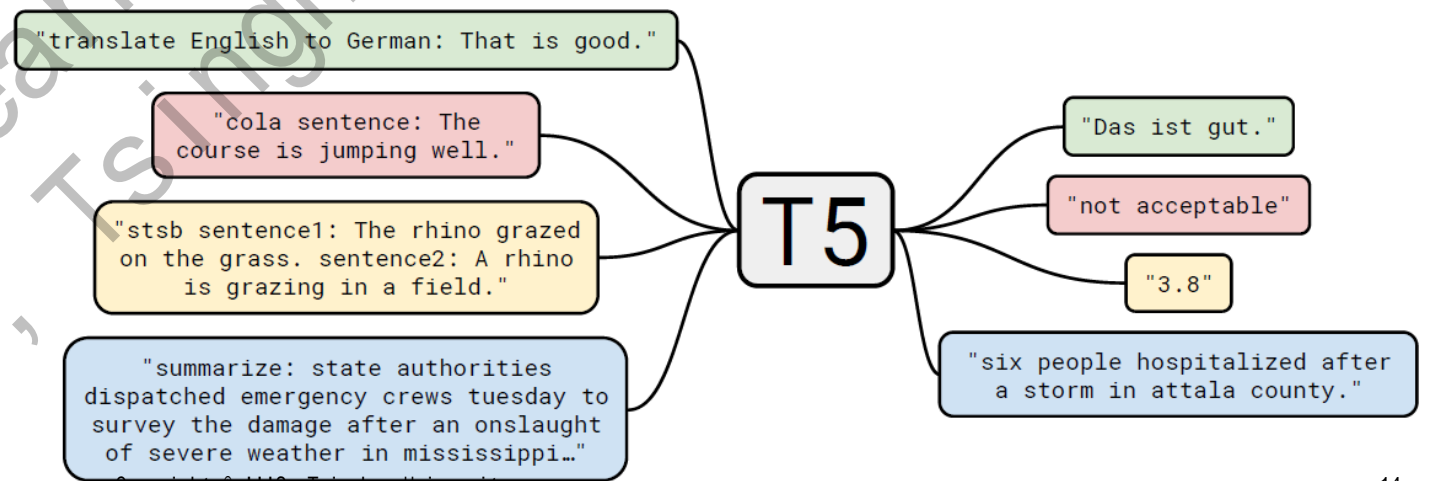 "translate English to German: That is good."
"cola sentence: The
course is jumping well."
"stsb sentence1: The rhino grazed
on the grass. sentence2: A rhino
is grazing in a field."
"summarize: state authorities
dispatched emergency crews tuesday to
survey the damage after an onslaught
of severe weather in mississippi…"
T5
"Das ist gut."
"not acceptable"
"3.8"
"six people hospitalized after
a storm in attala county."